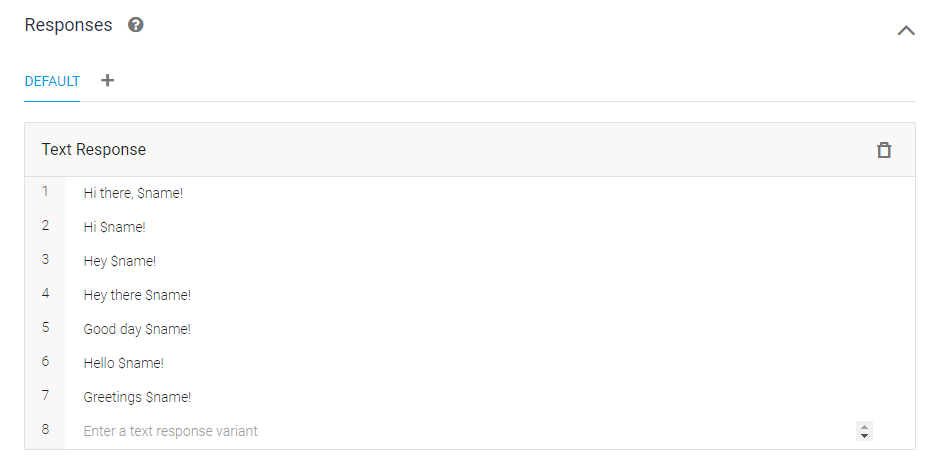 Responses ?
DEFAULT +
Text Response
1 Hi there, $name!
2 Hi $name!
3 Hey $name!
4 Hey there $name!
5 Good day $name!
6 Hello $name!
7 Greetings $name!
8 Enter a text response variant